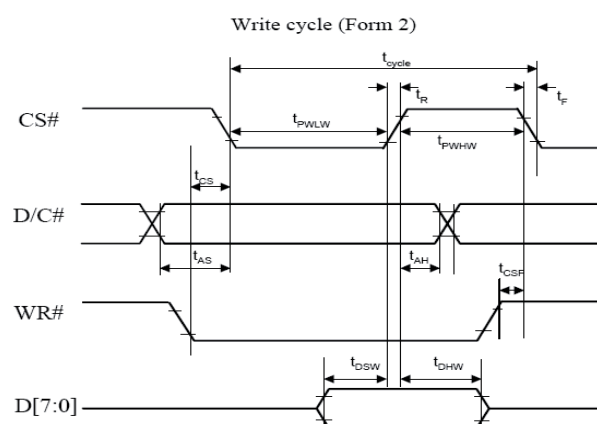 Write cycle (Form 2)
tcycle
CS#
tR
tF
tPWLW
tPWHW
tCS
D/C#
tAS
tAH
tCSF
WR#
tDSW
tDHW
D[7:0]